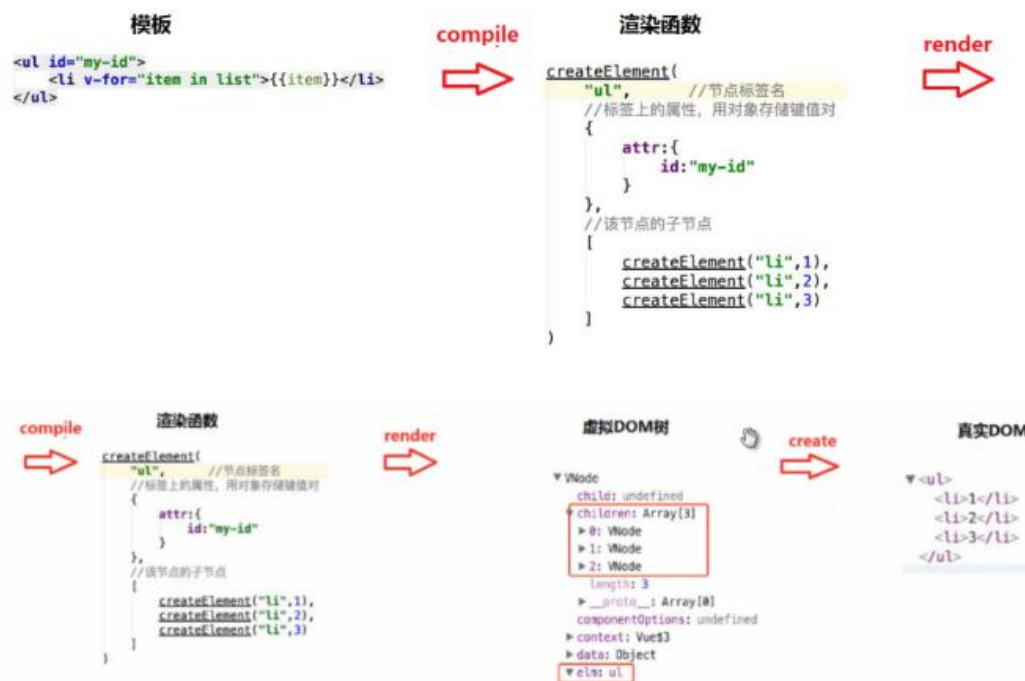 模板
<ul id="my-id">
<li v-for="item in list">{{item}}</li>
</ul>
compile
渲染函数
createElement(
"ul", //节点标签名
//标签上的属性，用对象存储键值对
{
attr:{
id:"my-id"
}
},
//该节点的子节点
[
createElement("li",1),
createElement("li",2),
createElement("li",3)
]
)
render
compile
渲染函数
createElement(
"ul", //节点标签名
//标签上的属性，用对象存储键值对
{
attr:{
id:"my-id"
}
},
//该节点的子节点
[
createElement("li",1),
createElement("li",2),
createElement("li",3)
]
)
render
虚拟DOM树
▼ VNode
child: undefined
▼ children: Array[3]
▶ 0: VNode
▶ 1: VNode
▶ 2: VNode
length: 3
▶ __proto__: Array[0]
componentOptions: undefined
▶ context: Vue$3
▶ data: Object
▼ elm: ul
create
真实DOM
▼<ul>
<li>1</li>
<li>2</li>
<li>3</li>
</ul>